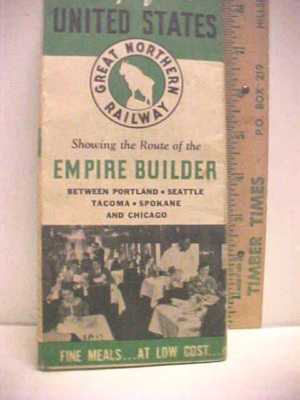 UNITED STATES
GREAT NORTHERN
RAILWAY
Showing the Route of the
EMPIRE BUILDER
BETWEEN PORTLAND • SEATTLE
TACOMA • SPOKANE
AND CHICAGO
FINE MEALS...AT LOW COST...
HILLS
P.O. BOX 219
TIMBER TIMES